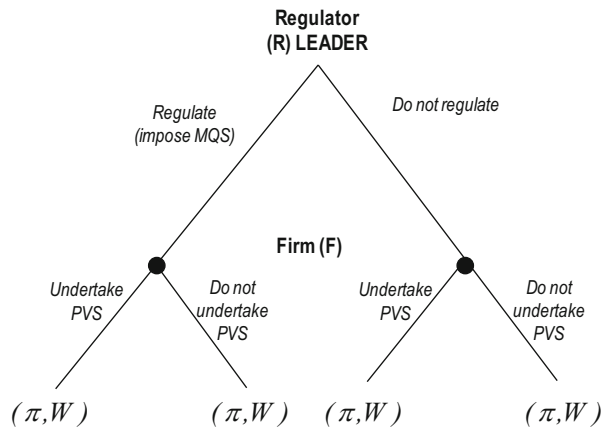 Regulator
(R) LEADER
Regulate
(impose MQS)
Do not regulate
Firm (F)
Undertake
PVS
Do not
undertake
PVS
Undertake
PVS
Do not
undertake
PVS
(π,W)
(π,W)
(π,W)
(π,W)